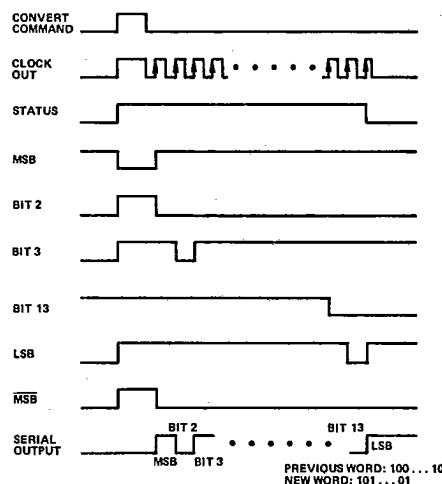 CONVERT
COMMAND
CLOCK
OUT
STATUS
MSB
BIT 2
BIT 3
BIT 13
LSB
MSB
SERIAL
OUTPUT
BIT 2
BIT 13
MSB
BIT 3
LSB
PREVIOUS WORD: 100 . . . 10
NEW WORD: 101 . . . 01